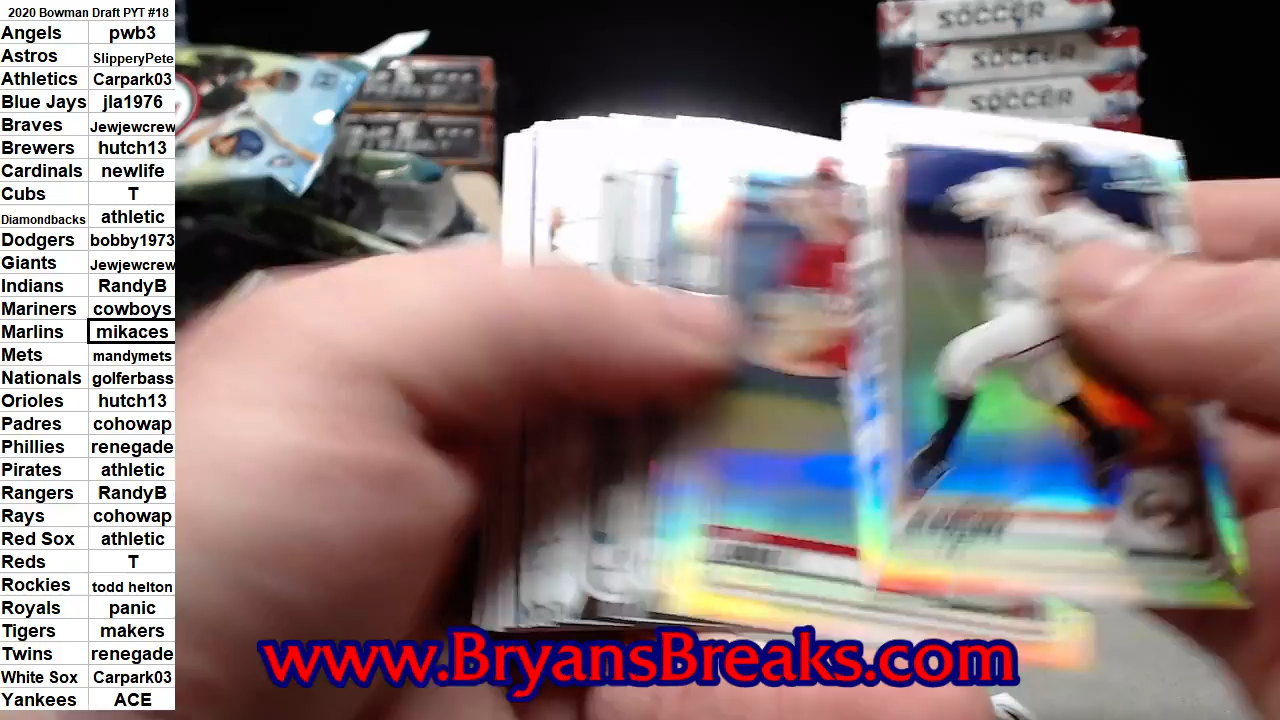 2020 Bowman Draft PYT #18
Angels pwb3
Astros SlipperyPete
Athletics Carpark03
Blue Jays jla1976
Braves Jewjewcrew
Brewers hutch13
Cardinals newlife
Cubs T
Diamondbacks athletic
Dodgers bobby1973
Giants Jewjewcrew
Indians RandyB
Mariners cowboys
Marlins mikaces
Mets mandymets
Nationals golferbass
Orioles hutch13
Padres cohowap
Phillies renegade
Pirates athletic
Rangers RandyB
Rays cohowap
Red Sox athletic
Reds T
Rockies todd helton
Royals panic
Tigers makers
Twins renegade
White Sox Carpark03
Yankees ACE
SOCCER
SOCCER
SOCCER
www.BryansBreaks.com